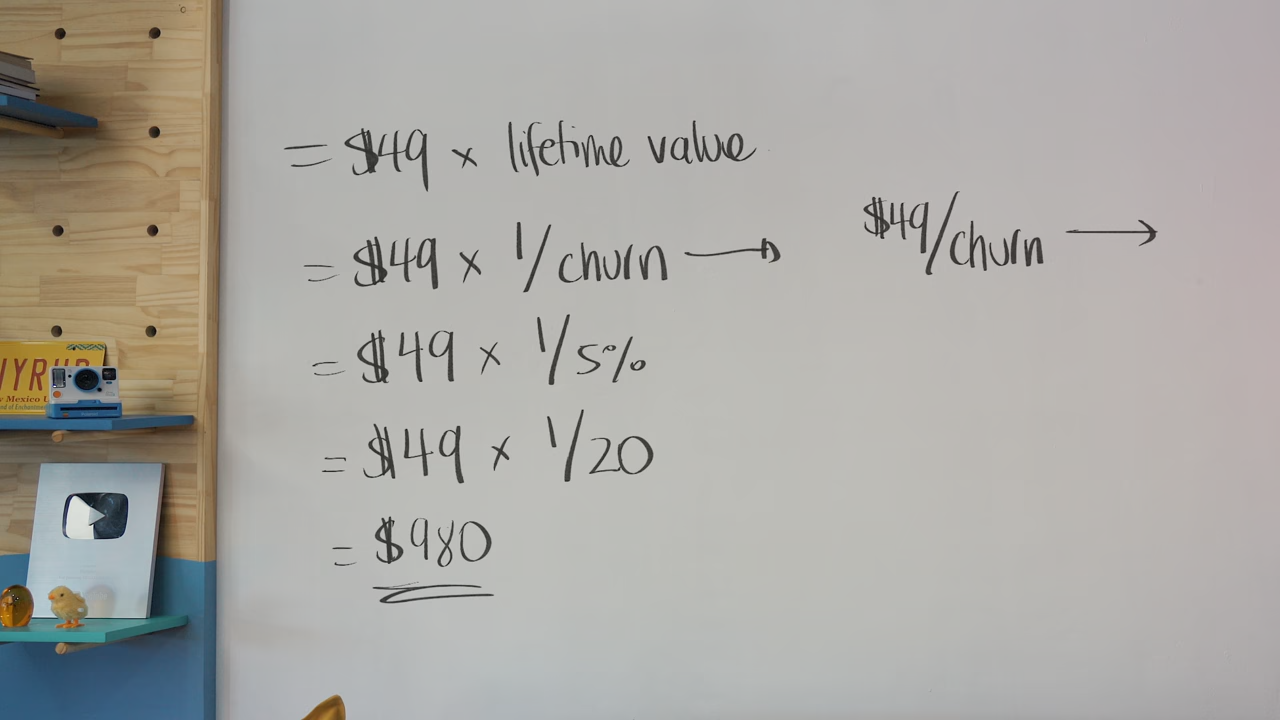 = $49 × lifetime value
= $49 × 1/churn →
$49/churn →
= $49 × 1/5%
= $49 × 1/20
= $980